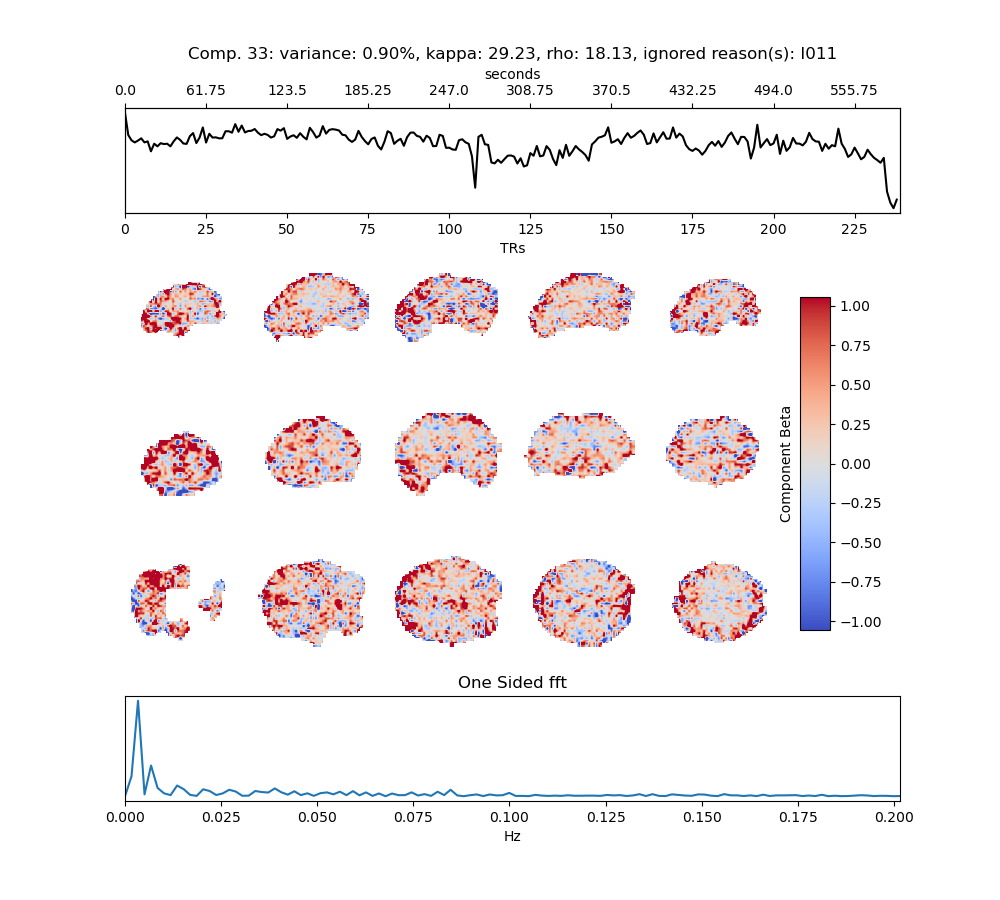 Comp. 33: variance: 0.90%, kappa: 29.23, rho: 18.13, ignored reason(s): I011
seconds
0.0 61.75 123.5 185.25 247.0 308.75 370.5 432.25 494.0 555.75
0 25 50 75 100 125 150 175 200 225
TRs
1.00
0.75
0.50
0.25
0.00
−0.25
−0.50
−0.75
−1.00
Component Beta
One Sided fft
0.000 0.025 0.050 0.075 0.100 0.125 0.150 0.175 0.200
Hz